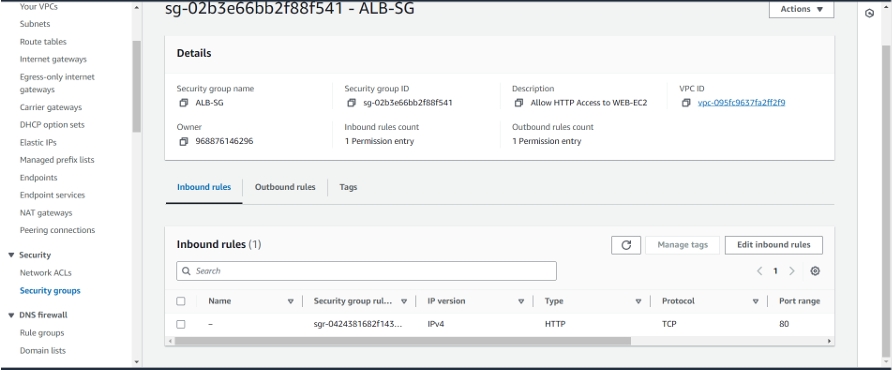 Your VPCs
Subnets
Route tables
Internet gateways
Egress-only internet
gateways
Carrier gateways
DHCP option sets
Elastic IPs
Managed prefix lists
Endpoints
Endpoint services
NAT gateways
Peering connections
Security
Network ACLs
Security groups
DNS firewall
Rule groups
Domain lists
sg-02b3e66bb2f88f541 - ALB-SG
Actions
Details
Security group name
ALB-SG
Security group ID
sg-02b3e66bb2f88f541
Description
Allow HTTP Access to WEB-EC2
VPC ID
vpc-095fc9637fa2ff2f9
Owner
968876146296
Inbound rules count
1 Permission entry
Outbound rules count
1 Permission entry
Inbound rules Outbound rules Tags
Inbound rules (1)
Manage tags
Edit inbound rules
Search
1
Name Security group rul... IP version Type Protocol Port range
– sgr-0424381682f143... IPv4 HTTP TCP 80